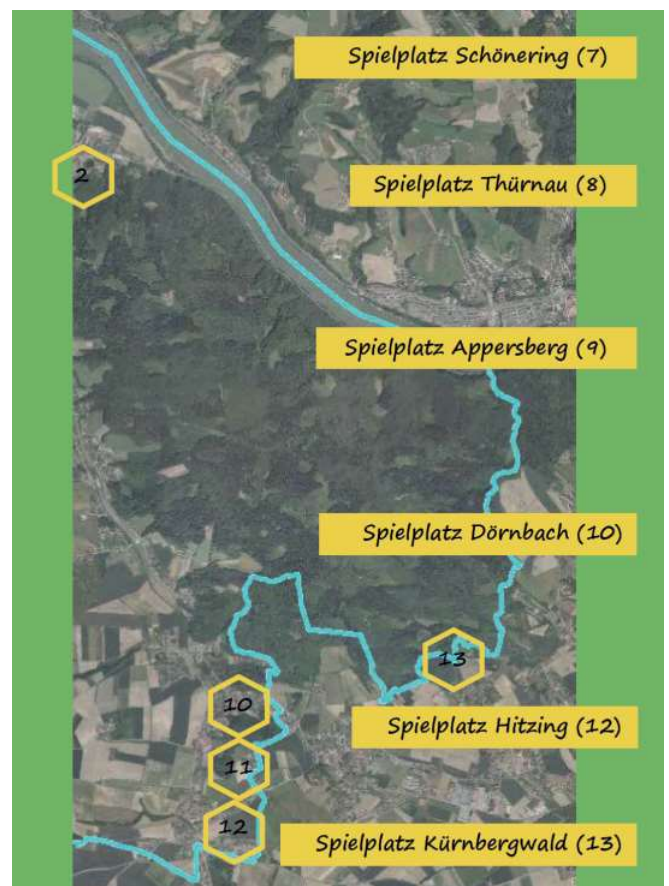 Spielplatz Schönering (7)
2
Spielplatz Thürnau (8)
Spielplatz Appersberg (9)
Spielplatz Dörnbach (10)
13
10
Spielplatz Hitzing (12)
11
12
Spielplatz Kürnbergwald (13)